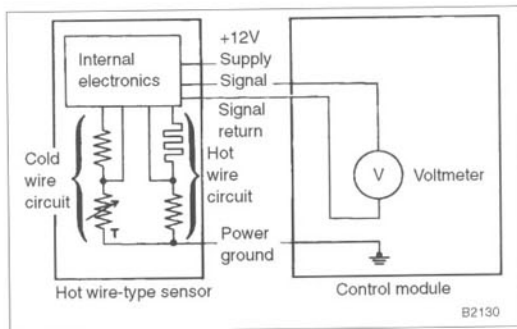 +12V
Supply
Signal
Signal
return
Internal
electronics
Cold
wire
circuit
Hot
wire
circuit
T
V
Voltmeter
Power
ground
Hot wire-type sensor
Control module
B2130